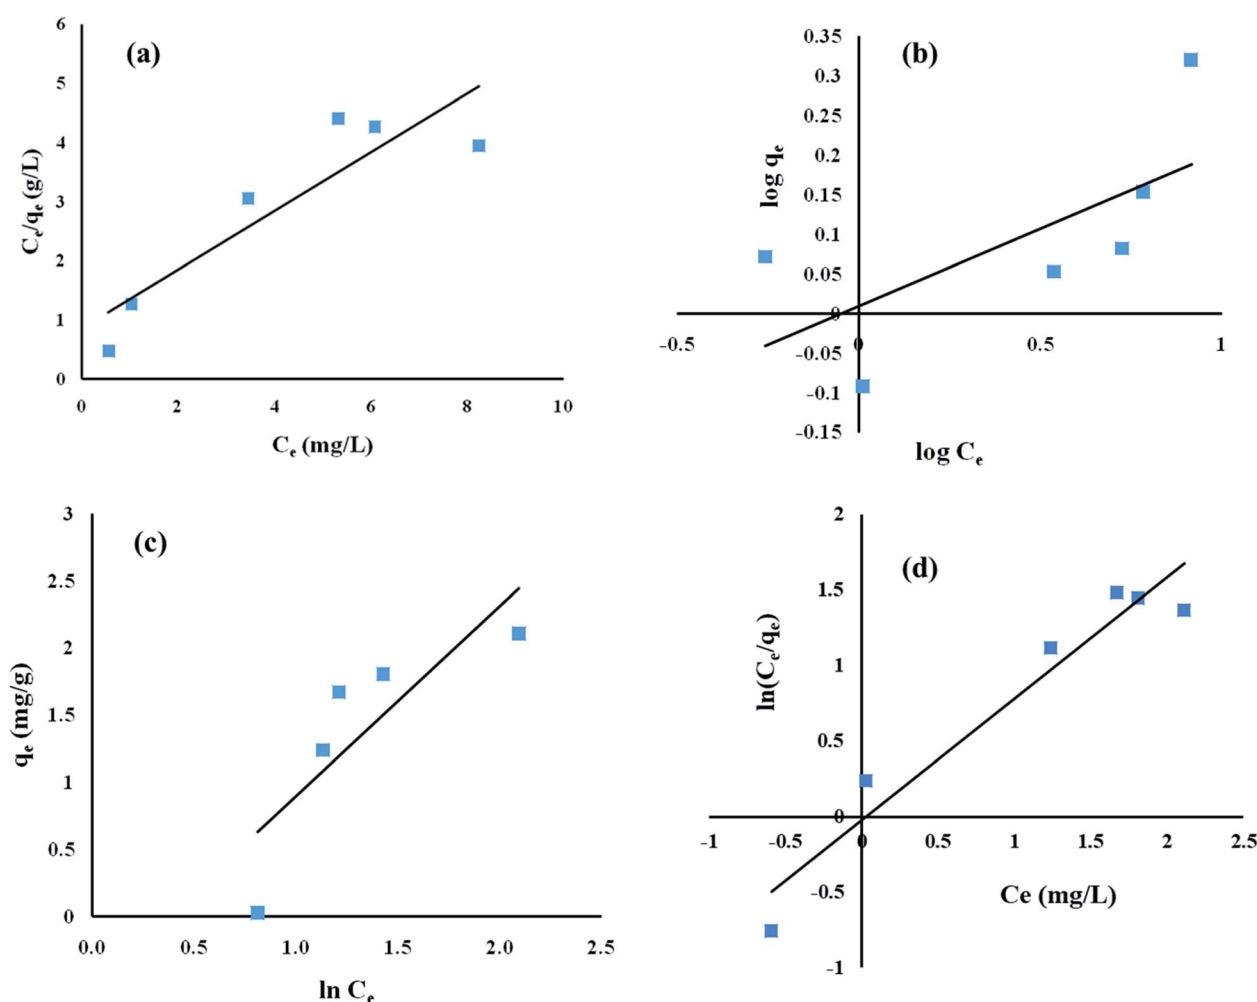 (a)
6
5
4
3
2
1
0
0 2 4 6 8 10
Cₑ/qₑ (g/L)
Cₑ (mg/L)
(b)
0.35
0.3
0.25
0.2
0.15
0.1
0.05
0
-0.05
-0.1
-0.15
-0.5 0 0.5 1
log qₑ
log Cₑ
(c)
3
2.5
2
1.5
1
0.5
0
0.0 0.5 1.0 1.5 2.0 2.5
qₑ (mg/g)
ln Cₑ
(d)
2
1.5
1
0.5
0
-0.5
-1
-1 -0.5 0 0.5 1 1.5 2 2.5
ln(Cₑ/qₑ)
Ce (mg/L)